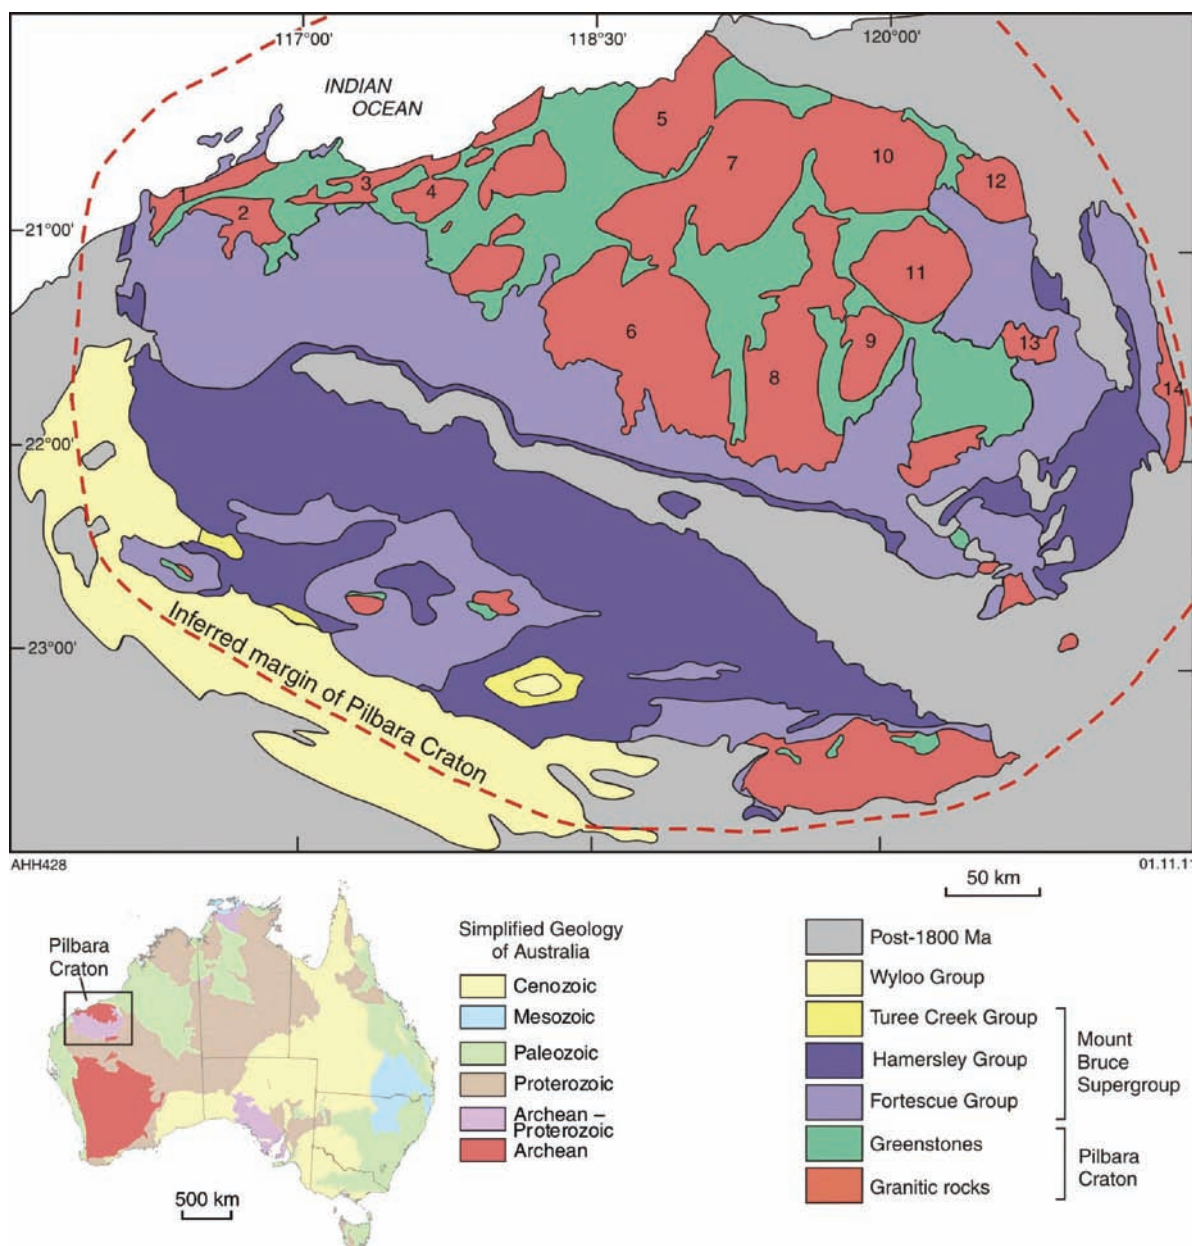 117°00'
118°30'
120°00'
INDIAN
OCEAN
5
7
10
12
1
3
4
2
21°00'
11
6
9
13
8
14
22°00'
23°00'
Inferred margin of Pilbara Craton
AHH428
01.11.11
50 km
Pilbara
Craton
500 km
Simplified Geology
of Australia
Cenozoic
Mesozoic
Paleozoic
Proterozoic
Archean –
Proterozoic
Archean
Post-1800 Ma
Wyloo Group
Turee Creek Group
Hamersley Group
Fortescue Group
Greenstones
Granitic rocks
Mount
Bruce
Supergroup
Pilbara
Craton